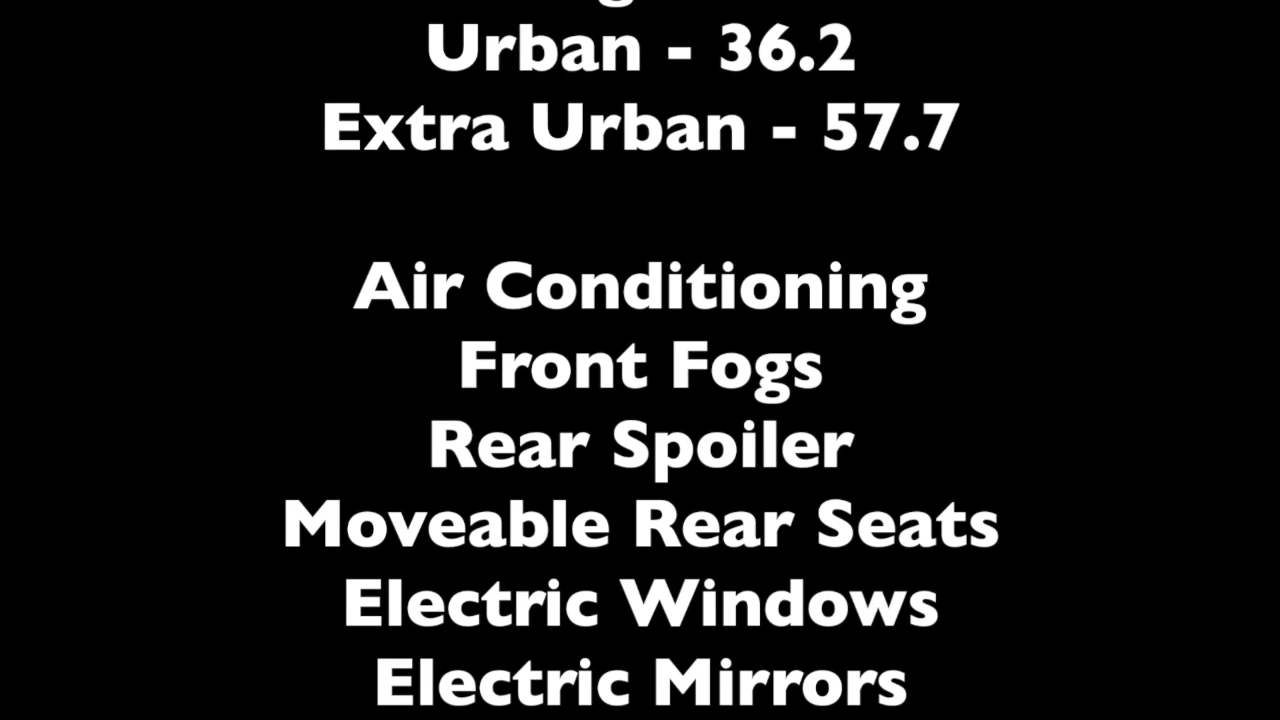 Urban - 36.2
Extra Urban - 57.7
Air Conditioning
Front Fogs
Rear Spoiler
Moveable Rear Seats
Electric Windows
Electric Mirrors